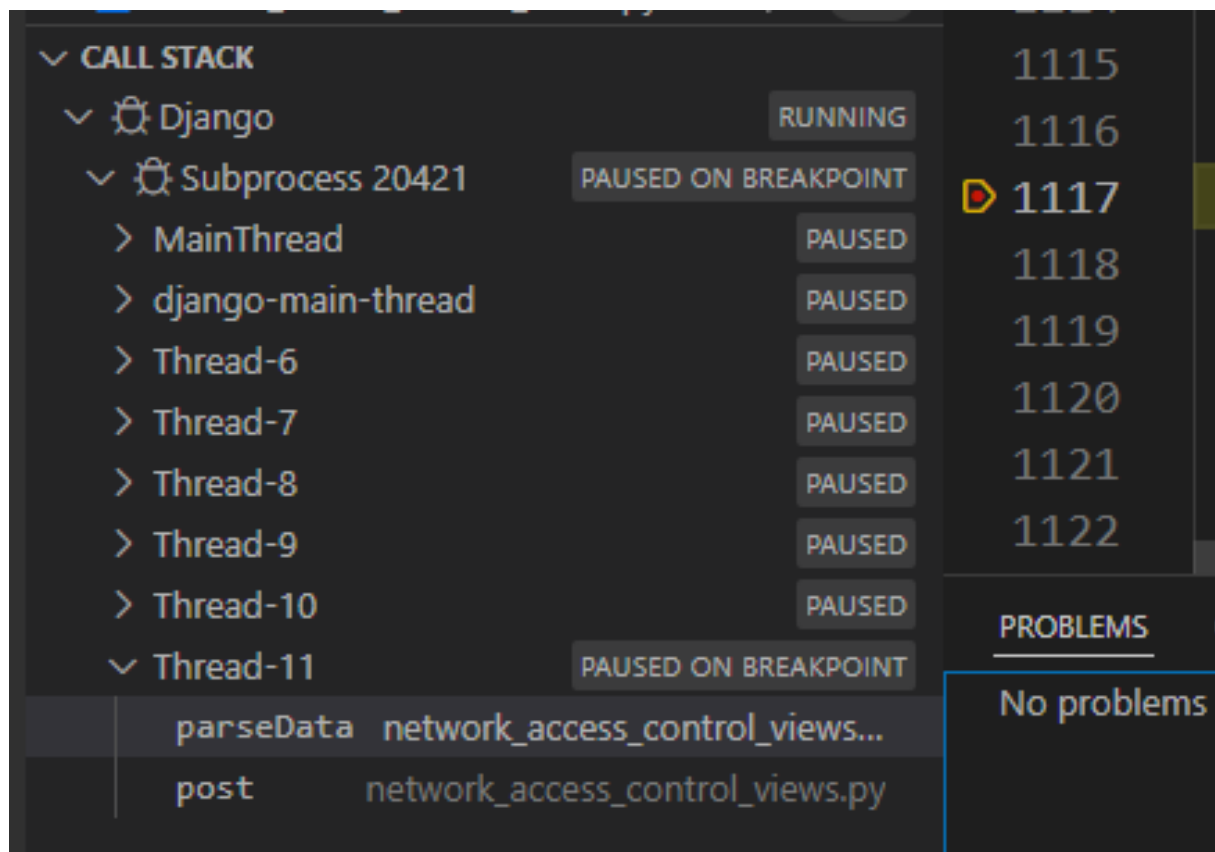 CALL STACK
Django RUNNING
Subprocess 20421 PAUSED ON BREAKPOINT
MainThread PAUSED
django-main-thread PAUSED
Thread-6 PAUSED
Thread-7 PAUSED
Thread-8 PAUSED
Thread-9 PAUSED
Thread-10 PAUSED
Thread-11 PAUSED ON BREAKPOINT
parseData network_access_control_views...
post network_access_control_views.py
1115
1116
1117
1118
1119
1120
1121
1122
PROBLEMS
No problems